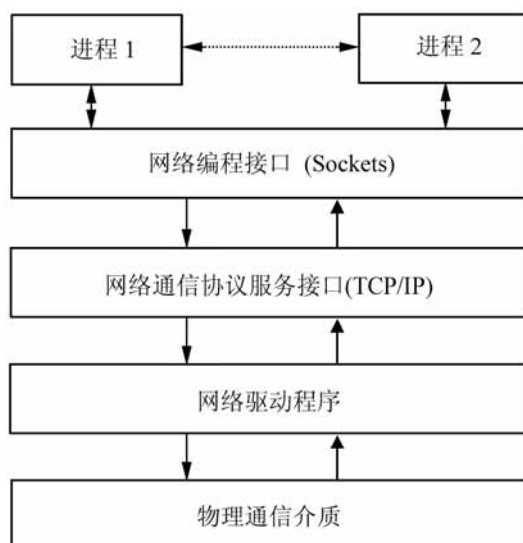 进程 1
进程 2
网络编程接口 (Sockets)
网络通信协议服务接口(TCP/IP)
网络驱动程序
物理通信介质